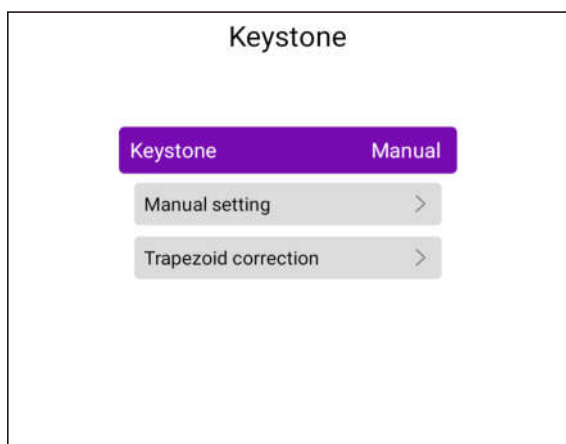 Keystone
Keystone Manual
Manual setting
Trapezoid correction